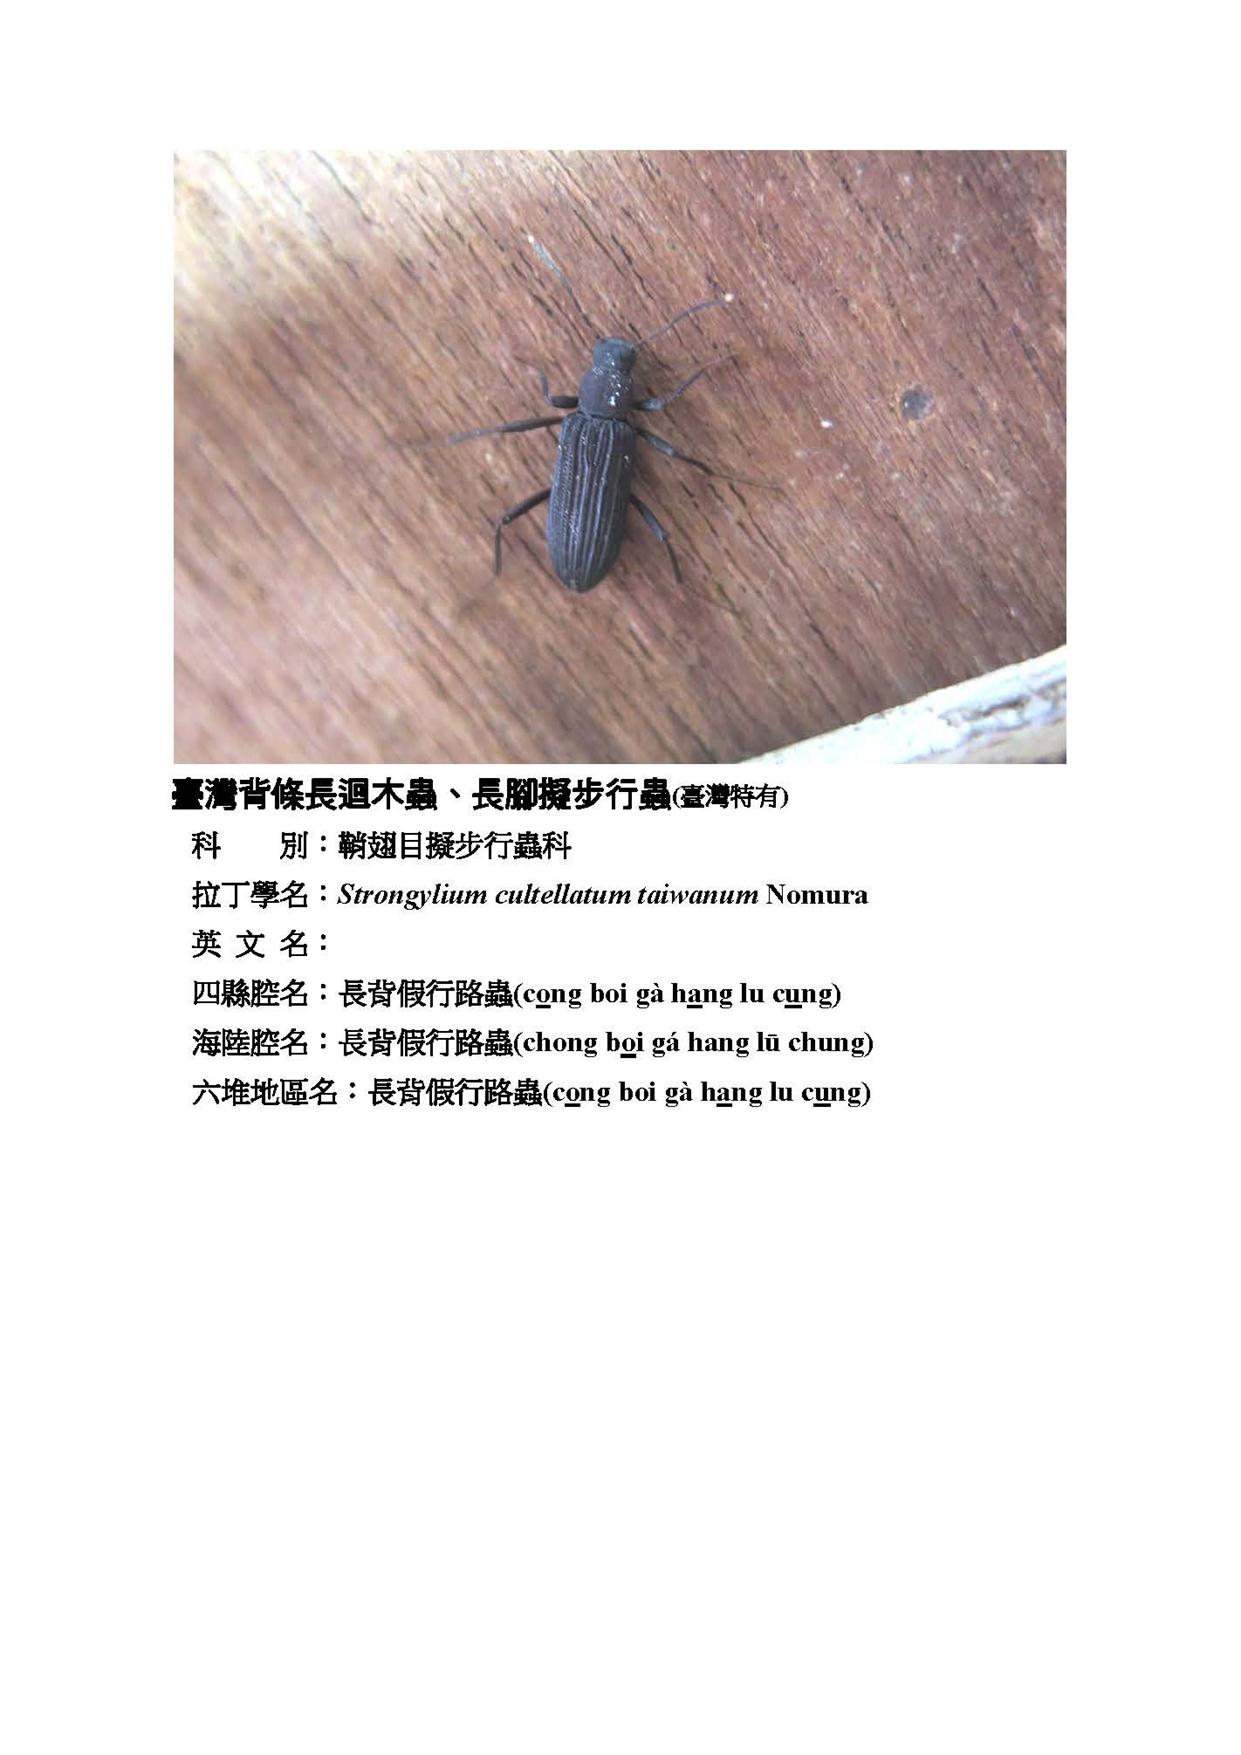 臺灣背條長迴木蟲、長腳擬步行蟲(臺灣特有)
科　　別：鞘翅目擬步行蟲科
拉丁學名：Strongylium cultellatum taiwanum Nomura
英 文 名：
四縣腔名：長背假行路蟲(cong boi gà hang lu cung)
海陸腔名：長背假行路蟲(chong boi gá hang lū chung)
六堆地區名：長背假行路蟲(cong boi gà hang lu cung)